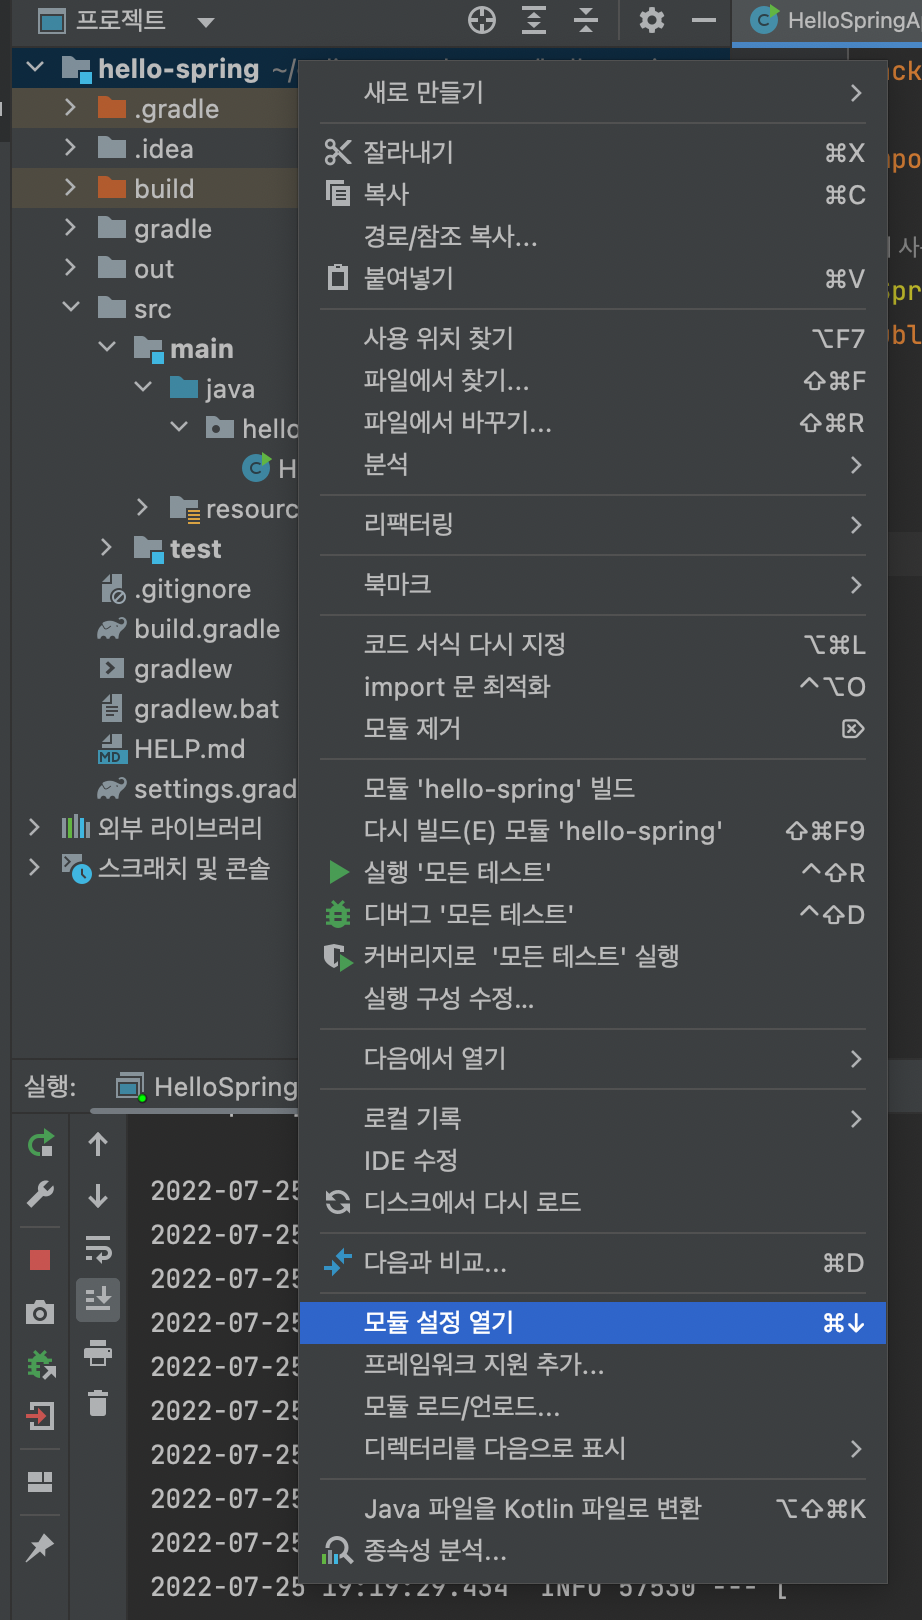 프로젝트
HelloSpringA
hello-spring
.gradle
.idea
build
gradle
out
src
main
java
hello
H
resourc
test
.gitignore
build.gradle
gradlew
gradlew.bat
HELP.md
settings.grad
외부 라이브러리
스크래치 및 콘솔
새로 만들기
잘라내기 ⌘X
복사 ⌘C
경로/참조 복사...
붙여넣기 ⌘V
사용 위치 찾기 ⌥F7
파일에서 찾기... ⇧⌘F
파일에서 바꾸기... ⇧⌘R
분석
리팩터링
북마크
코드 서식 다시 지정 ⌥⌘L
import 문 최적화 ^⌥O
모듈 제거 ⌦
모듈 'hello-spring' 빌드
다시 빌드(E) 모듈 'hello-spring' ⇧⌘F9
실행 '모든 테스트' ^⇧R
디버그 '모든 테스트' ^⇧D
커버리지로 '모든 테스트' 실행
실행 구성 수정...
다음에서 열기
로컬 기록
IDE 수정
디스크에서 다시 로드
다음과 비교... ⌘D
모듈 설정 열기 ⌘↓
프레임워크 지원 추가...
모듈 로드/언로드...
디렉터리를 다음으로 표시
Java 파일을 Kotlin 파일로 변환 ⌥⇧⌘K
종속성 분석...
ack
mpo
사
Spr
ubl
실행:
HelloSpring
2022-07-25
2022-07-25
2022-07-25
2022-07-25
2022-07-25
2022-07-25
2022-07-25
2022-07-25
2022-07-25
2022-07-25 19:19:29.434 INFO 57530 --- [